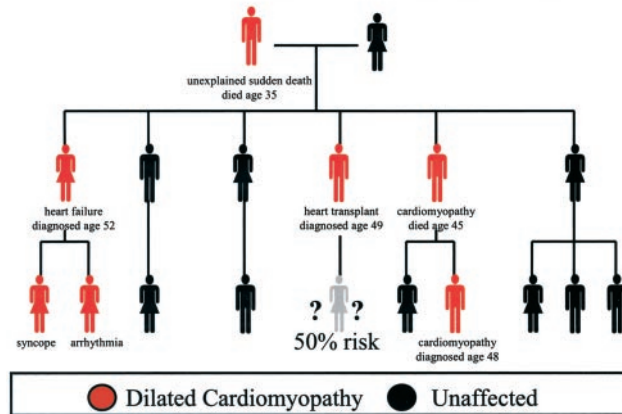 unexplained sudden death
died age 35
heart failure
diagnosed age 52
heart transplant
diagnosed age 49
cardiomyopathy
died age 45
syncope
arrhythmia
? ?
50% risk
cardiomyopathy
diagnosed age 48
Dilated Cardiomyopathy
Unaffected